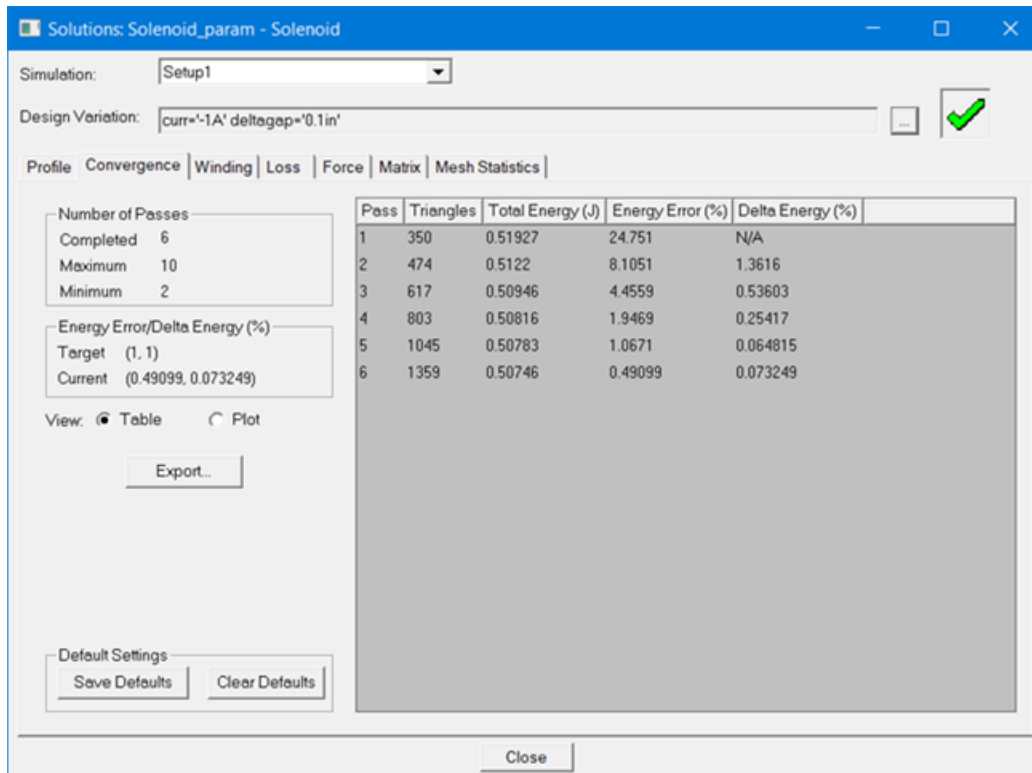 Solutions: Solenoid_param - Solenoid
Simulation: Setup1
Design Variation: curr='-1A' deltagap='0.1in' ...
Profile Convergence Winding Loss Force Matrix Mesh Statistics
Number of Passes
Completed 6
Maximum 10
Minimum 2
Energy Error/Delta Energy (%)
Target (1, 1)
Current (0.49099, 0.073249)
View: Table Plot
Export...
Pass Triangles Total Energy (J) Energy Error (%) Delta Energy (%)
1 350 0.51927 24.751 N/A
2 474 0.5122 8.1051 1.3616
3 617 0.50946 4.4559 0.53603
4 803 0.50816 1.9469 0.25417
5 1045 0.50783 1.0671 0.064815
6 1359 0.50746 0.49099 0.073249
Default Settings
Save Defaults Clear Defaults
Close